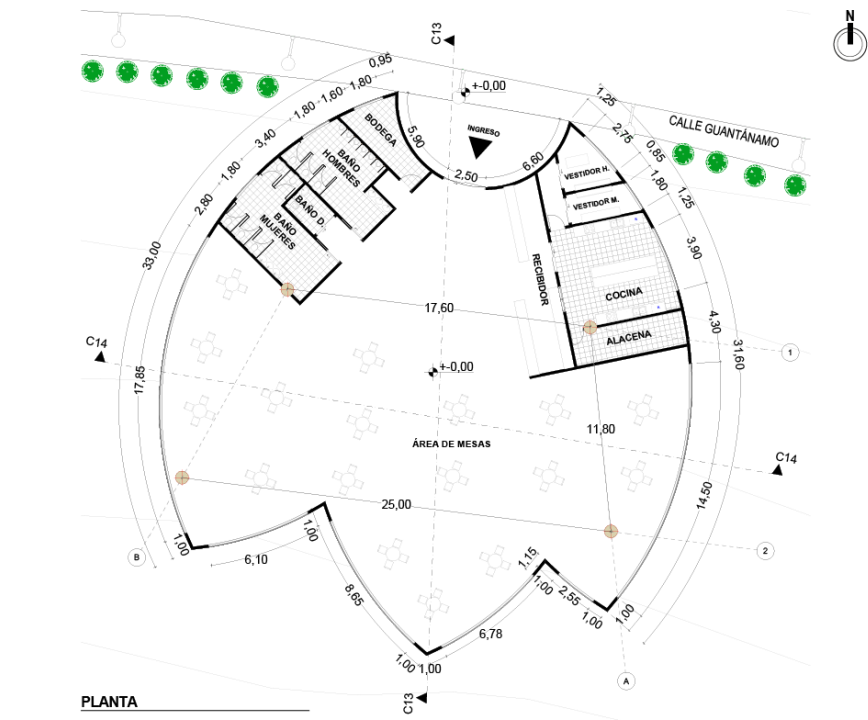 N
C13
+-0,00
CALLE GUANTÁNAMO
0,95
1,80
1,60
1,80
3,40
1,80
2,80
33,00
17,85
BODEGA
BAÑO
HOMBRES
BAÑO D.
BAÑO
MUJERES
5,90
INGRESO
2,50
6,60
1,25
2,75
0,85
1,80
1,25
3,90
4,30
31,60
14,50
VESTIDOR H.
VESTIDOR M.
RECIBIDOR
COCINA
ALACENA
17,60
1
C14
+-0,00
11,80
ÁREA DE MESAS
C14
25,00
B
1,00
6,10
1,00
8,65
1,00
1,00
6,78
1,15
1,00
2,55
1,00
1,00
2
A
C13
PLANTA